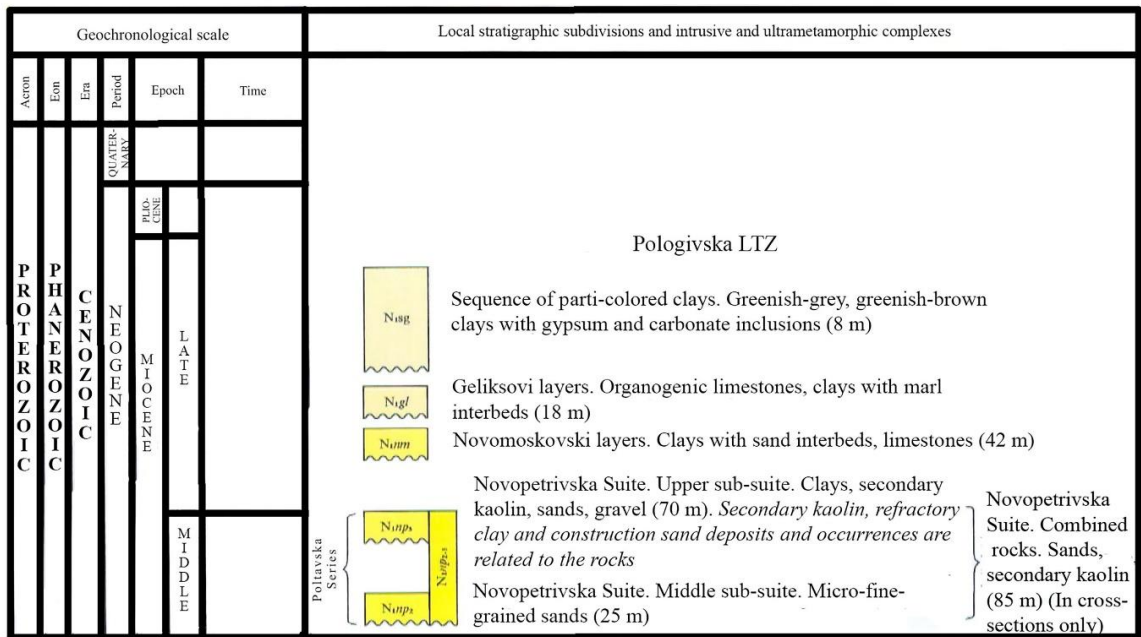 Geochronological scale
Local stratigraphic subdivisions and intrusive and ultrametamorphic complexes
Acron
Eon
Era
Period
Epoch
Time
PROTEROZOIC
PHANEROZOIC
CENOZOIC
QUATER-
NARY
NEOGENE
PLIO-
CENE
MIOCENE
LATE
MIDDLE
Pologivska LTZ
N₁sg
Sequence of parti-colored clays. Greenish-grey, greenish-brown
clays with gypsum and carbonate inclusions (8 m)
N₁gl
Geliksovi layers. Organogenic limestones, clays with marl
interbeds (18 m)
N₁nm
Novomoskovski layers. Clays with sand interbeds, limestones (42 m)
Poltavska
Series
N₁np₃
N₁np₂₋₃
Novopetrivska Suite. Upper sub-suite. Clays, secondary
kaolin, sands, gravel (70 m). Secondary kaolin, refractory
clay and construction sand deposits and occurrences are
related to the rocks
N₁np₂
Novopetrivska Suite. Middle sub-suite. Micro-fine-
grained sands (25 m)
Novopetrivska
Suite. Combined
rocks. Sands,
secondary kaolin
(85 m) (In cross-
sections only)